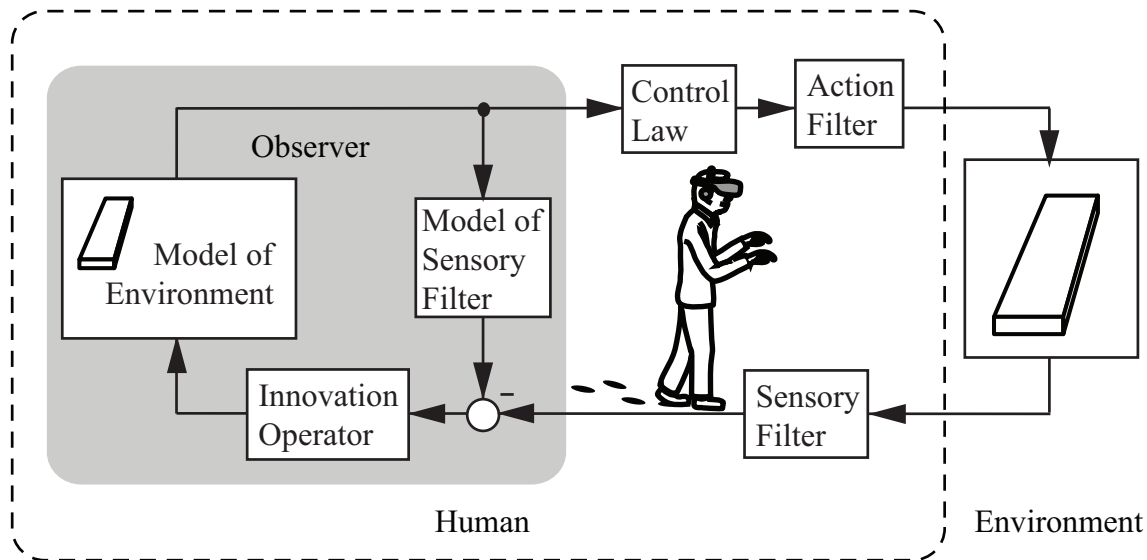 Control
Law
Action
Filter
Observer
Model of
Environment
Model of
Sensory
Filter
-
Innovation
Operator
Sensory
Filter
Human
Environment